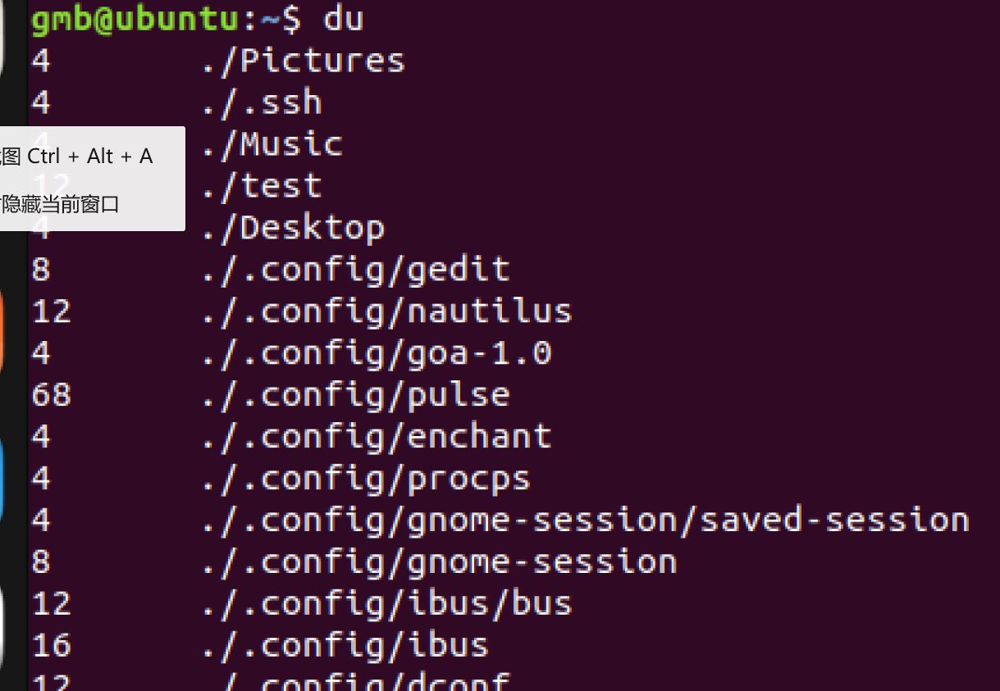 gmb@ubuntu:~$ du
4 ./Pictures
4 ./.ssh
4 ./Music
图 Ctrl + Alt + A
12 ./test
隐藏当前窗口
4 ./Desktop
8 ./.config/gedit
12 ./.config/nautilus
4 ./.config/goa-1.0
68 ./.config/pulse
4 ./.config/enchant
4 ./.config/procps
4 ./.config/gnome-session/saved-session
8 ./.config/gnome-session
12 ./.config/ibus/bus
16 ./.config/ibus
12 ./.config/dconf